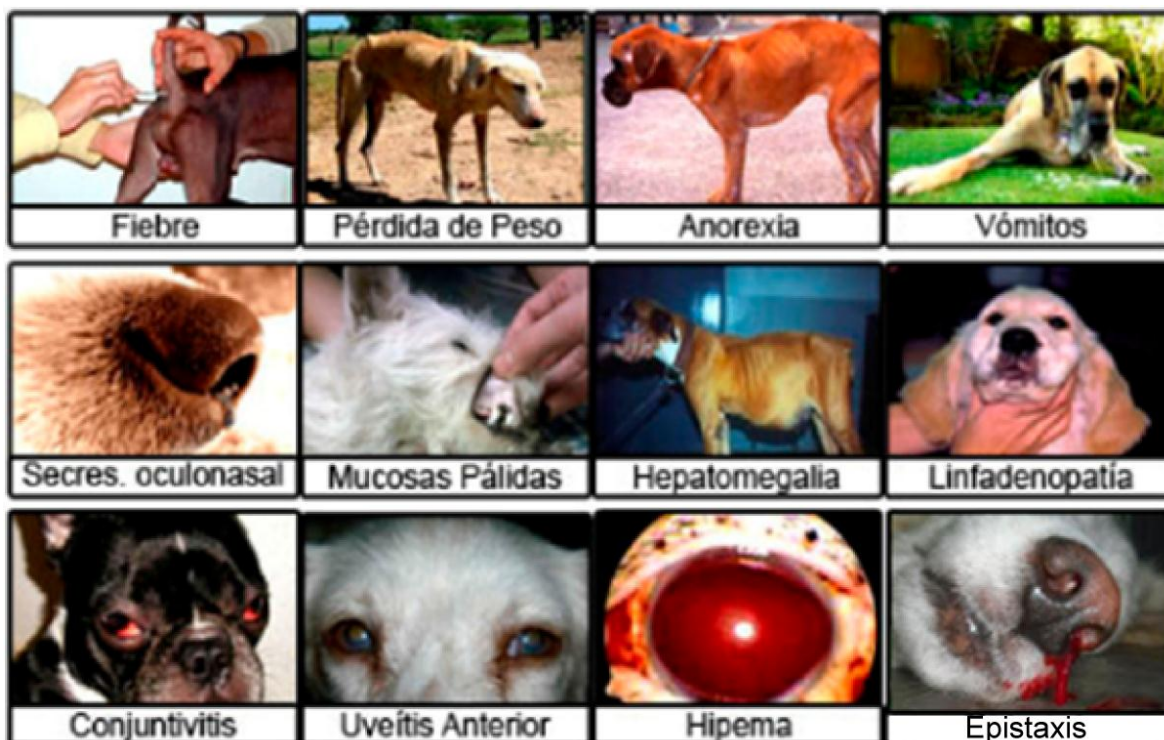 Fiebre
Pérdida de Peso
Anorexia
Vómitos
Secres. oculonasal
Mucosas Pálidas
Hepatomegalia
Linfadenopatía
Conjuntivitis
Uveítis Anterior
Hipema
Epistaxis